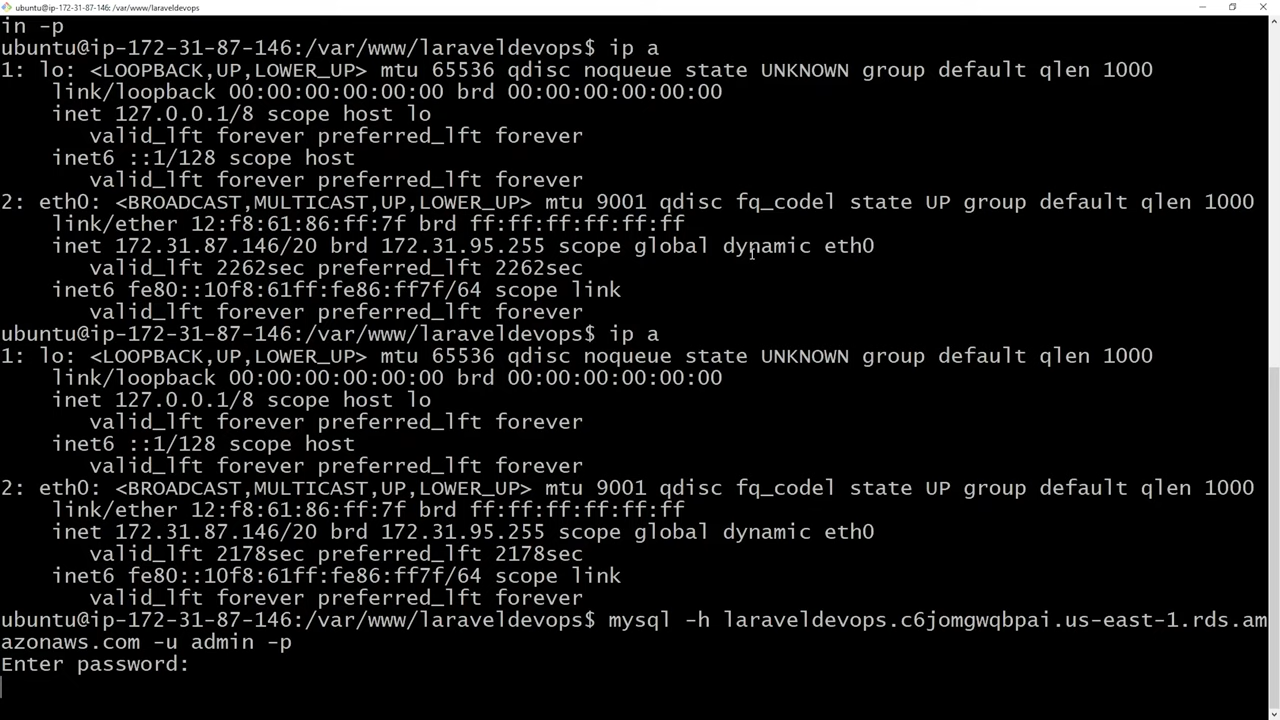 ubuntu@ip-172-31-87-146: /var/www/laraveldevops
in -p
ubuntu@ip-172-31-87-146:/var/www/laraveldevops$ ip a
1: lo: <LOOPBACK,UP,LOWER_UP> mtu 65536 qdisc noqueue state UNKNOWN group default qlen 1000
    link/loopback 00:00:00:00:00:00 brd 00:00:00:00:00:00
    inet 127.0.0.1/8 scope host lo
       valid_lft forever preferred_lft forever
    inet6 ::1/128 scope host
       valid_lft forever preferred_lft forever
2: eth0: <BROADCAST,MULTICAST,UP,LOWER_UP> mtu 9001 qdisc fq_codel state UP group default qlen 1000
    link/ether 12:f8:61:86:ff:7f brd ff:ff:ff:ff:ff:ff
    inet 172.31.87.146/20 brd 172.31.95.255 scope global dynamic eth0
       valid_lft 2262sec preferred_lft 2262sec
    inet6 fe80::10f8:61ff:fe86:ff7f/64 scope link
       valid_lft forever preferred_lft forever
ubuntu@ip-172-31-87-146:/var/www/laraveldevops$ ip a
1: lo: <LOOPBACK,UP,LOWER_UP> mtu 65536 qdisc noqueue state UNKNOWN group default qlen 1000
    link/loopback 00:00:00:00:00:00 brd 00:00:00:00:00:00
    inet 127.0.0.1/8 scope host lo
       valid_lft forever preferred_lft forever
    inet6 ::1/128 scope host
       valid_lft forever preferred_lft forever
2: eth0: <BROADCAST,MULTICAST,UP,LOWER_UP> mtu 9001 qdisc fq_codel state UP group default qlen 1000
    link/ether 12:f8:61:86:ff:7f brd ff:ff:ff:ff:ff:ff
    inet 172.31.87.146/20 brd 172.31.95.255 scope global dynamic eth0
       valid_lft 2178sec preferred_lft 2178sec
    inet6 fe80::10f8:61ff:fe86:ff7f/64 scope link
       valid_lft forever preferred_lft forever
ubuntu@ip-172-31-87-146:/var/www/laraveldevops$ mysql -h laraveldevops.c6jomgwqbpai.us-east-1.rds.am
azonaws.com -u admin -p
Enter password: